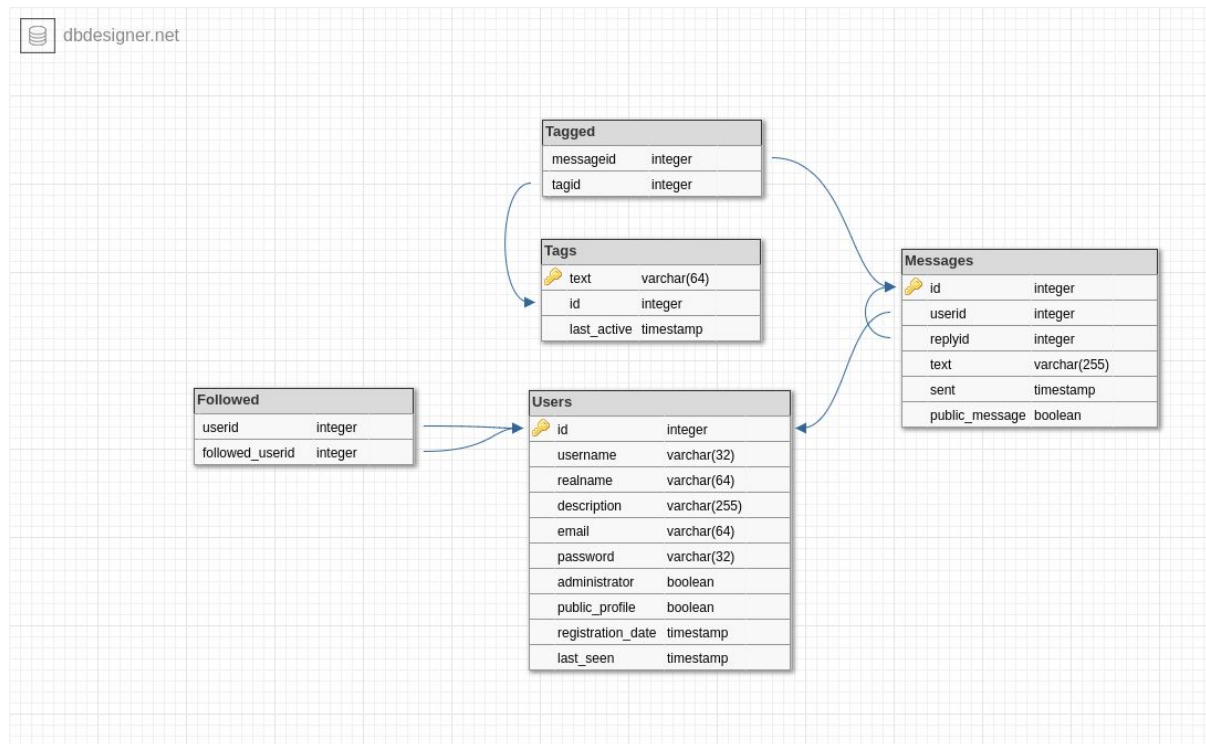 dbdesigner.net
Tagged
messageid integer
tagid integer
Tags
text varchar(64)
id integer
last_active timestamp
Messages
id integer
userid integer
replyid integer
text varchar(255)
sent timestamp
public_message boolean
Followed
userid integer
followed_userid integer
Users
id integer
username varchar(32)
realname varchar(64)
description varchar(255)
email varchar(64)
password varchar(32)
administrator boolean
public_profile boolean
registration_date timestamp
last_seen timestamp